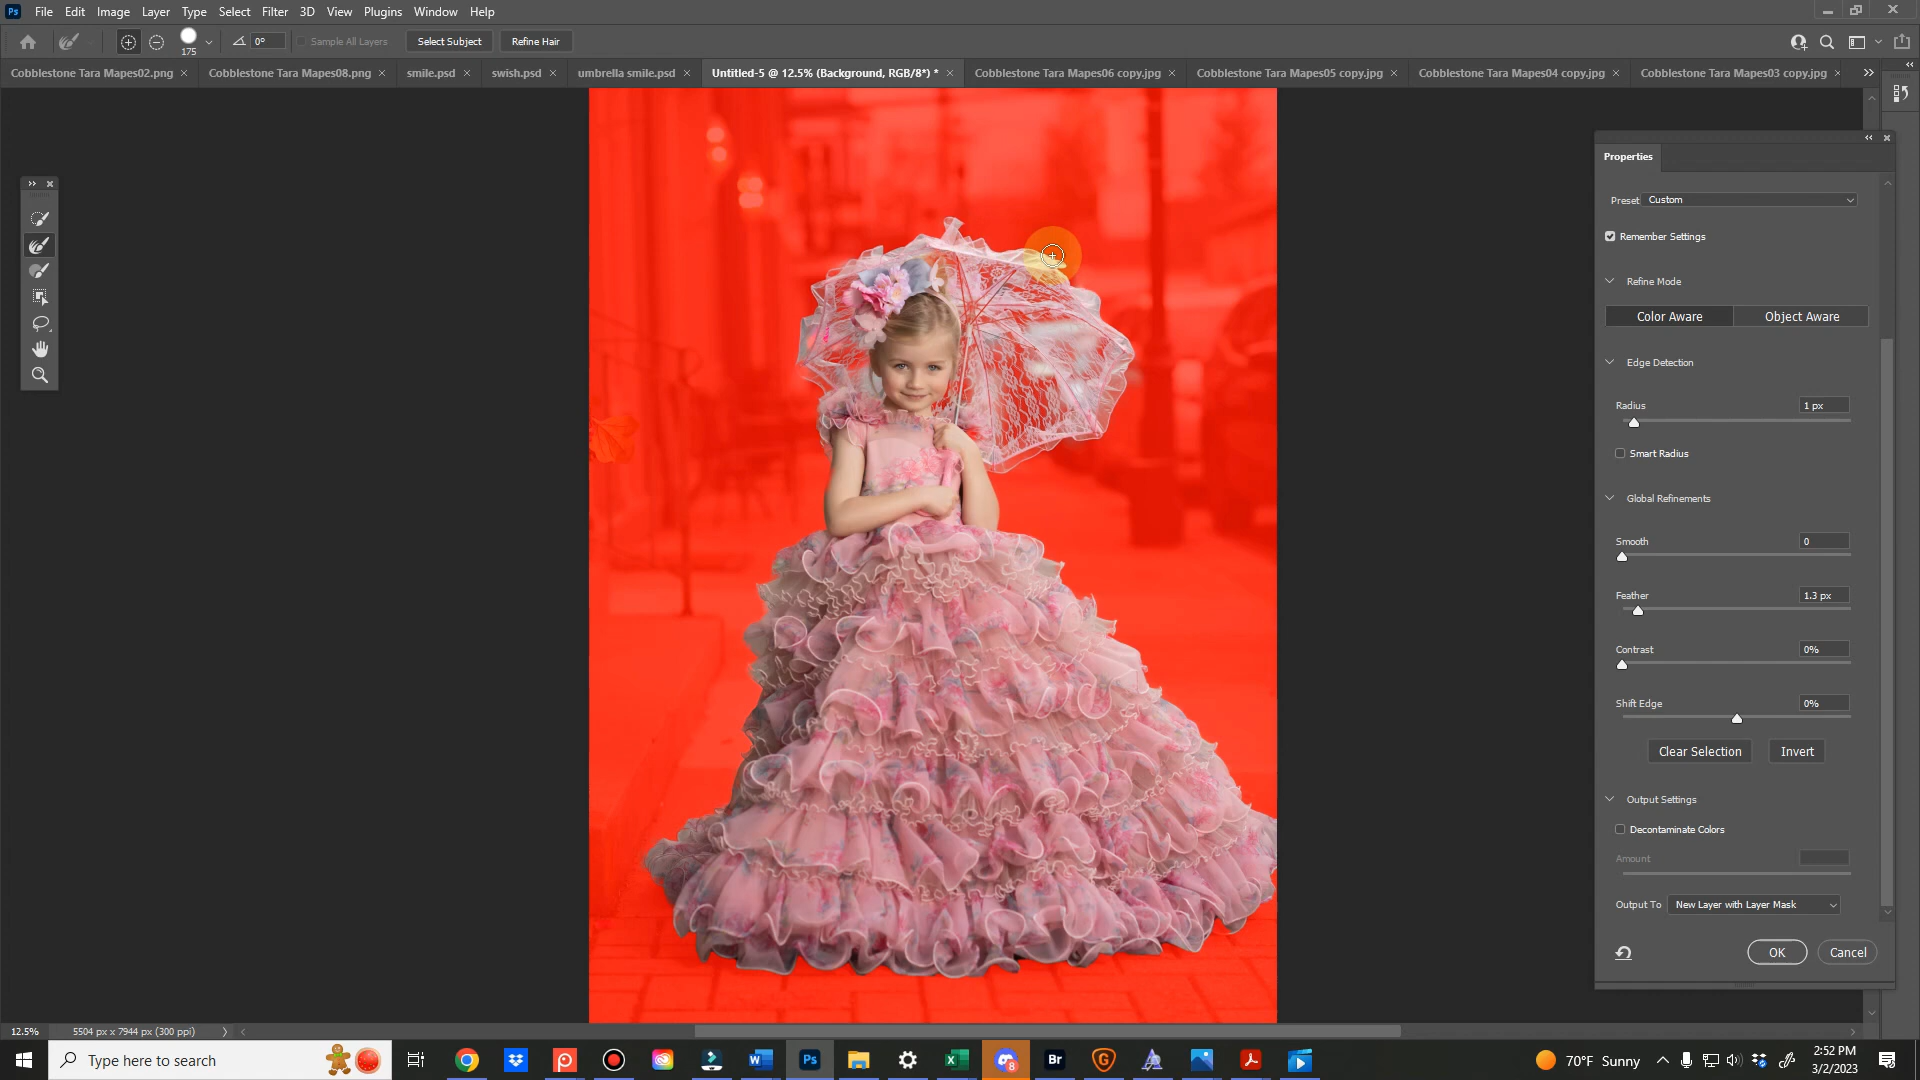 Ps File Edit Image Layer Type Select Filter 3D View Plugins Window Help
175 0° Sample All Layers Select Subject Refine Hair
Cobblestone Tara Mapes02.png × Cobblestone Tara Mapes08.png × smile.psd × swish.psd × umbrella smile.psd × Untitled-5 @ 12.5% (Background, RGB/8*) * × Cobblestone Tara Mapes06 copy.jpg × Cobblestone Tara Mapes05 copy.jpg × Cobblestone Tara Mapes04 copy.jpg × Cobblestone Tara Mapes03 copy.jpg ×
Properties
Preset Custom
Remember Settings
Refine Mode
Color Aware Object Aware
Edge Detection
Radius 1 px
Smart Radius
Global Refinements
Smooth 0
Feather 1.3 px
Contrast 0%
Shift Edge 0%
Clear Selection Invert
Output Settings
Decontaminate Colors
Amount
Output To New Layer with Layer Mask
OK Cancel
12.5% 5504 px x 7944 px (300 ppi)
Type here to search W Ps X 8 Br G 70°F Sunny 2:52 PM
3/2/2023